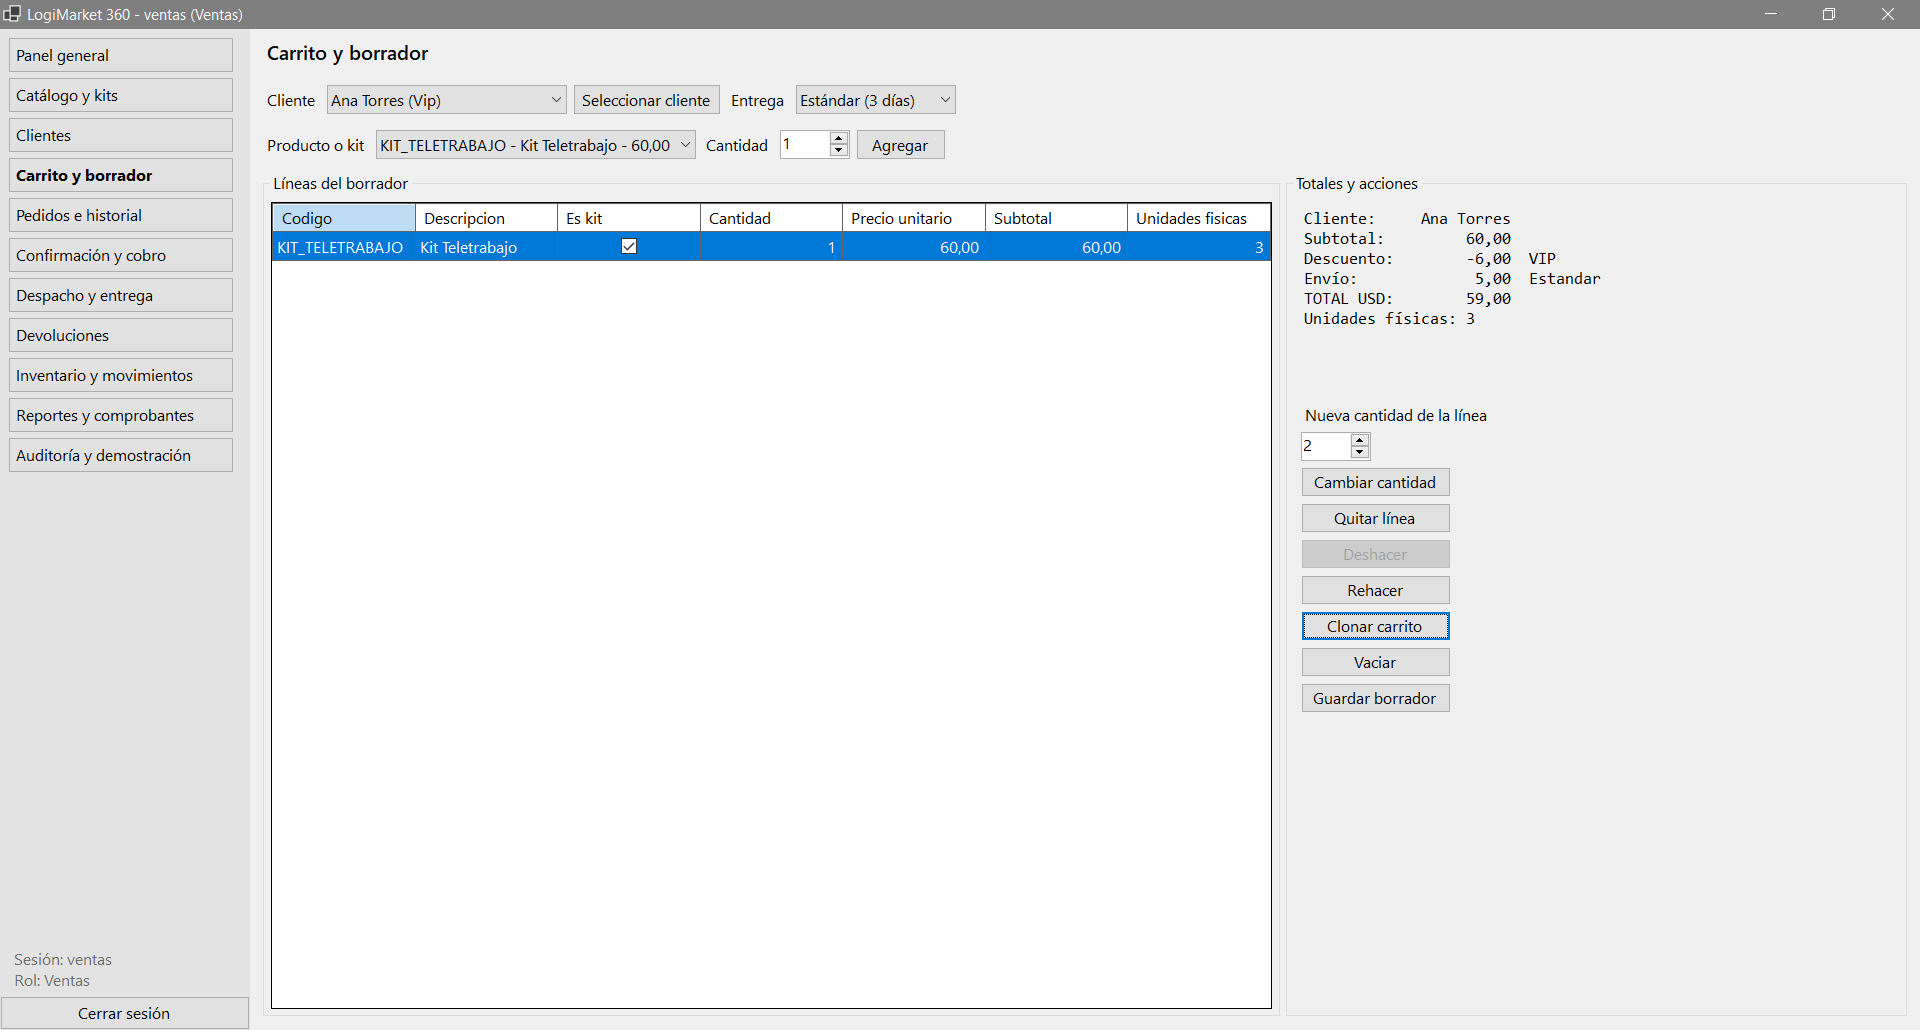 LogiMarket 360 - ventas (Ventas)
Panel general
Catálogo y kits
Clientes
Carrito y borrador
Pedidos e historial
Confirmación y cobro
Despacho y entrega
Devoluciones
Inventario y movimientos
Reportes y comprobantes
Auditoría y demostración
Sesión: ventas
Rol: Ventas
Cerrar sesión
Carrito y borrador
Cliente Ana Torres (Vip) Seleccionar cliente Entrega Estándar (3 días)
Producto o kit KIT_TELETRABAJO - Kit Teletrabajo - 60,00 Cantidad 1 Agregar
Líneas del borrador
Codigo Descripcion Es kit Cantidad Precio unitario Subtotal Unidades fisicas
KIT_TELETRABAJO Kit Teletrabajo 1 60,00 60,00 3
Totales y acciones
Cliente: Ana Torres
Subtotal: 60,00
Descuento: -6,00 VIP
Envío: 5,00 Estandar
TOTAL USD: 59,00
Unidades físicas: 3
Nueva cantidad de la línea
2
Cambiar cantidad
Quitar línea
Deshacer
Rehacer
Clonar carrito
Vaciar
Guardar borrador